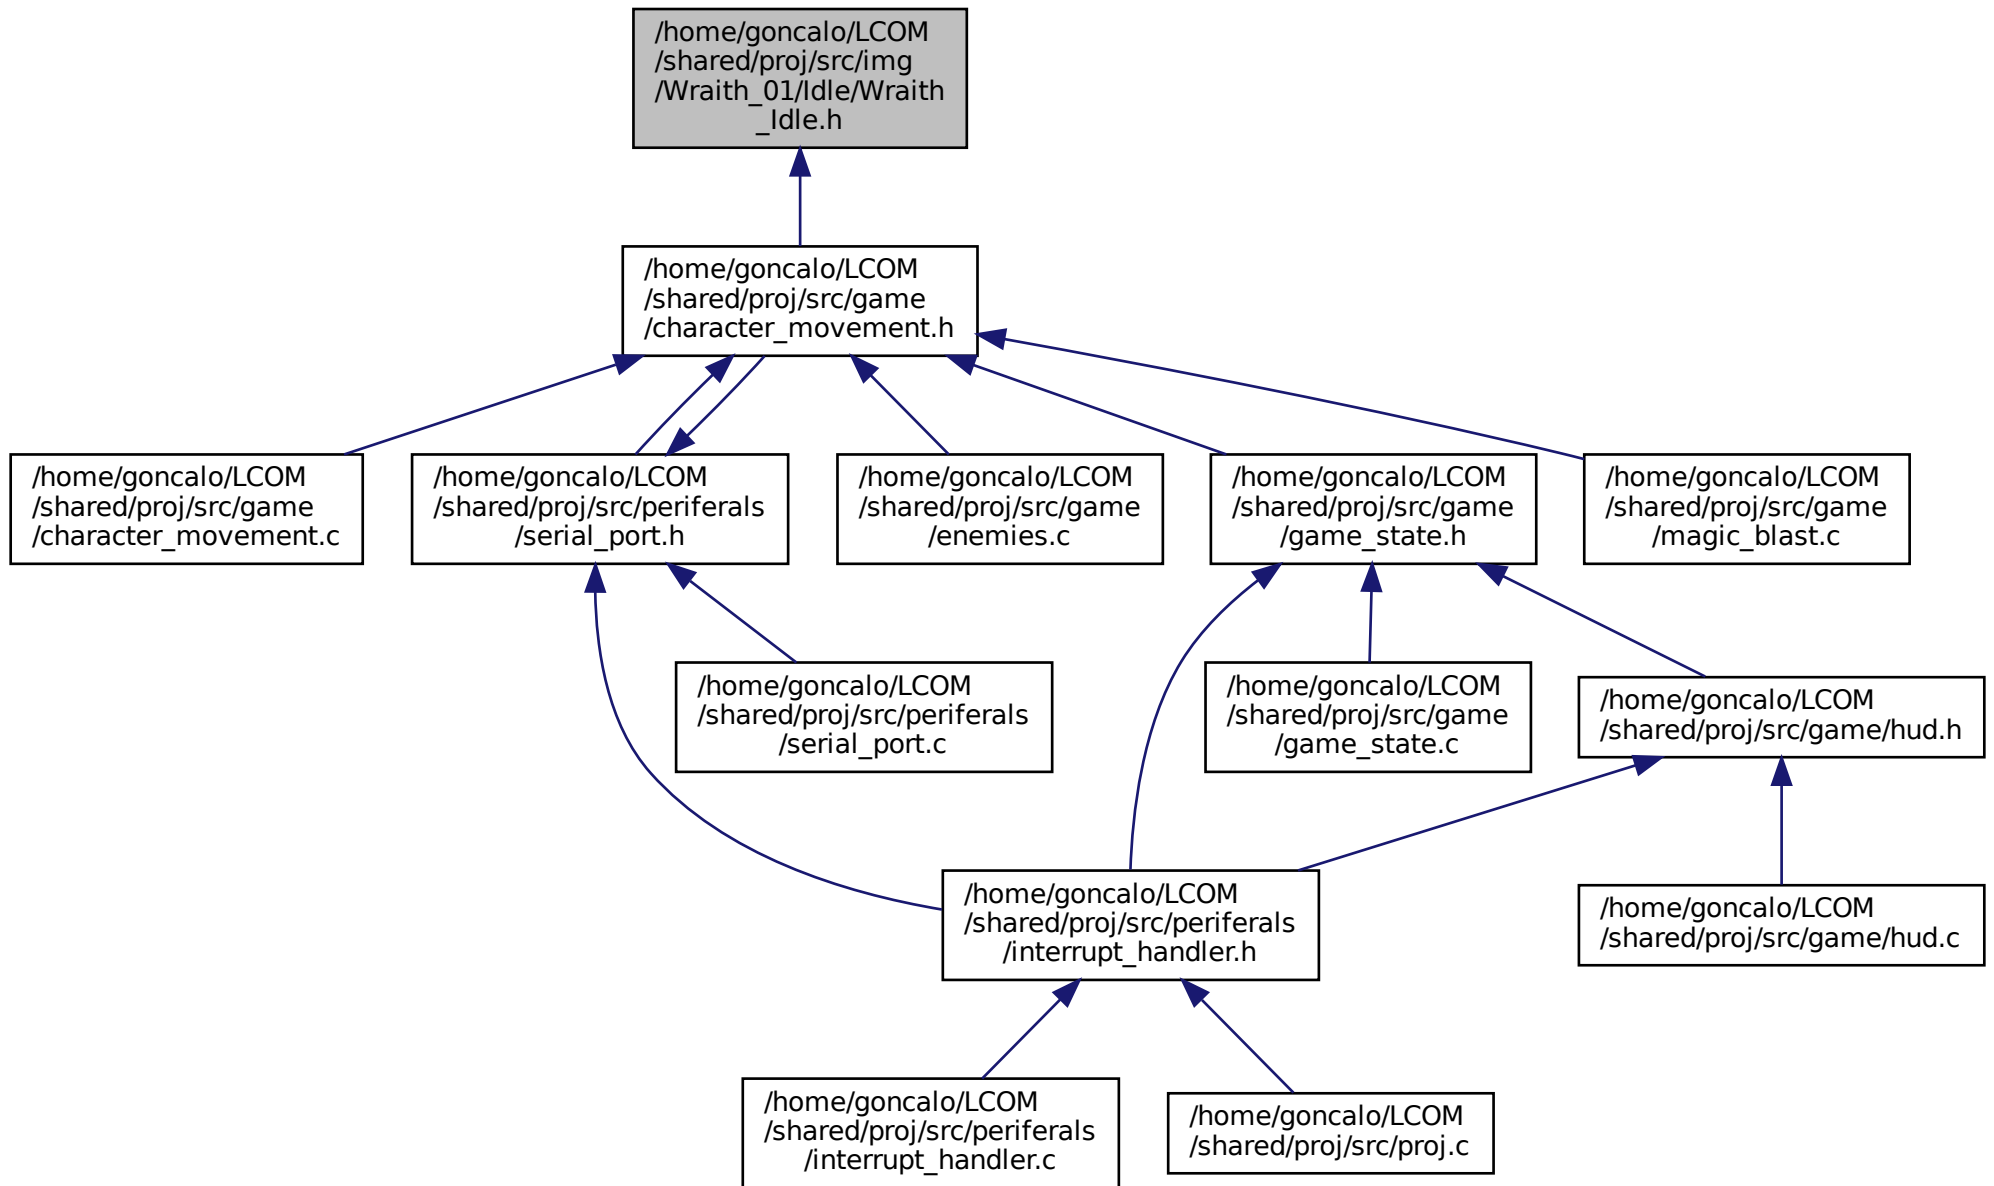 /home/goncalo/LCOM
/shared/proj/src/img
/Wraith_01/Idle/Wraith
_Idle.h
/home/goncalo/LCOM
/shared/proj/src/game
/character_movement.h
/home/goncalo/LCOM
/shared/proj/src/game
/character_movement.c
/home/goncalo/LCOM
/shared/proj/src/periferals
/serial_port.h
/home/goncalo/LCOM
/shared/proj/src/game
/enemies.c
/home/goncalo/LCOM
/shared/proj/src/game
/game_state.h
/home/goncalo/LCOM
/shared/proj/src/game
/magic_blast.c
/home/goncalo/LCOM
/shared/proj/src/periferals
/serial_port.c
/home/goncalo/LCOM
/shared/proj/src/game
/game_state.c
/home/goncalo/LCOM
/shared/proj/src/game/hud.h
/home/goncalo/LCOM
/shared/proj/src/periferals
/interrupt_handler.h
/home/goncalo/LCOM
/shared/proj/src/game/hud.c
/home/goncalo/LCOM
/shared/proj/src/periferals
/interrupt_handler.c
/home/goncalo/LCOM
/shared/proj/src/proj.c